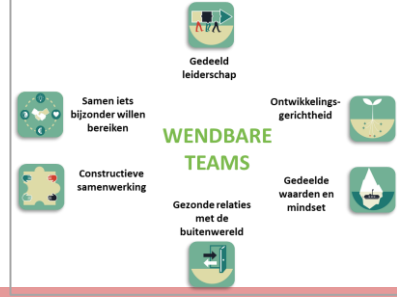 Gedeeld
leiderschap
Samen iets
bijzonder willen
bereiken
Ontwikkelings-
gerichtheid
WENDBARE
TEAMS
Constructieve
samenwerking
Gedeelde
waarden en
mindset
Gezonde relaties
met de
buitenwereld